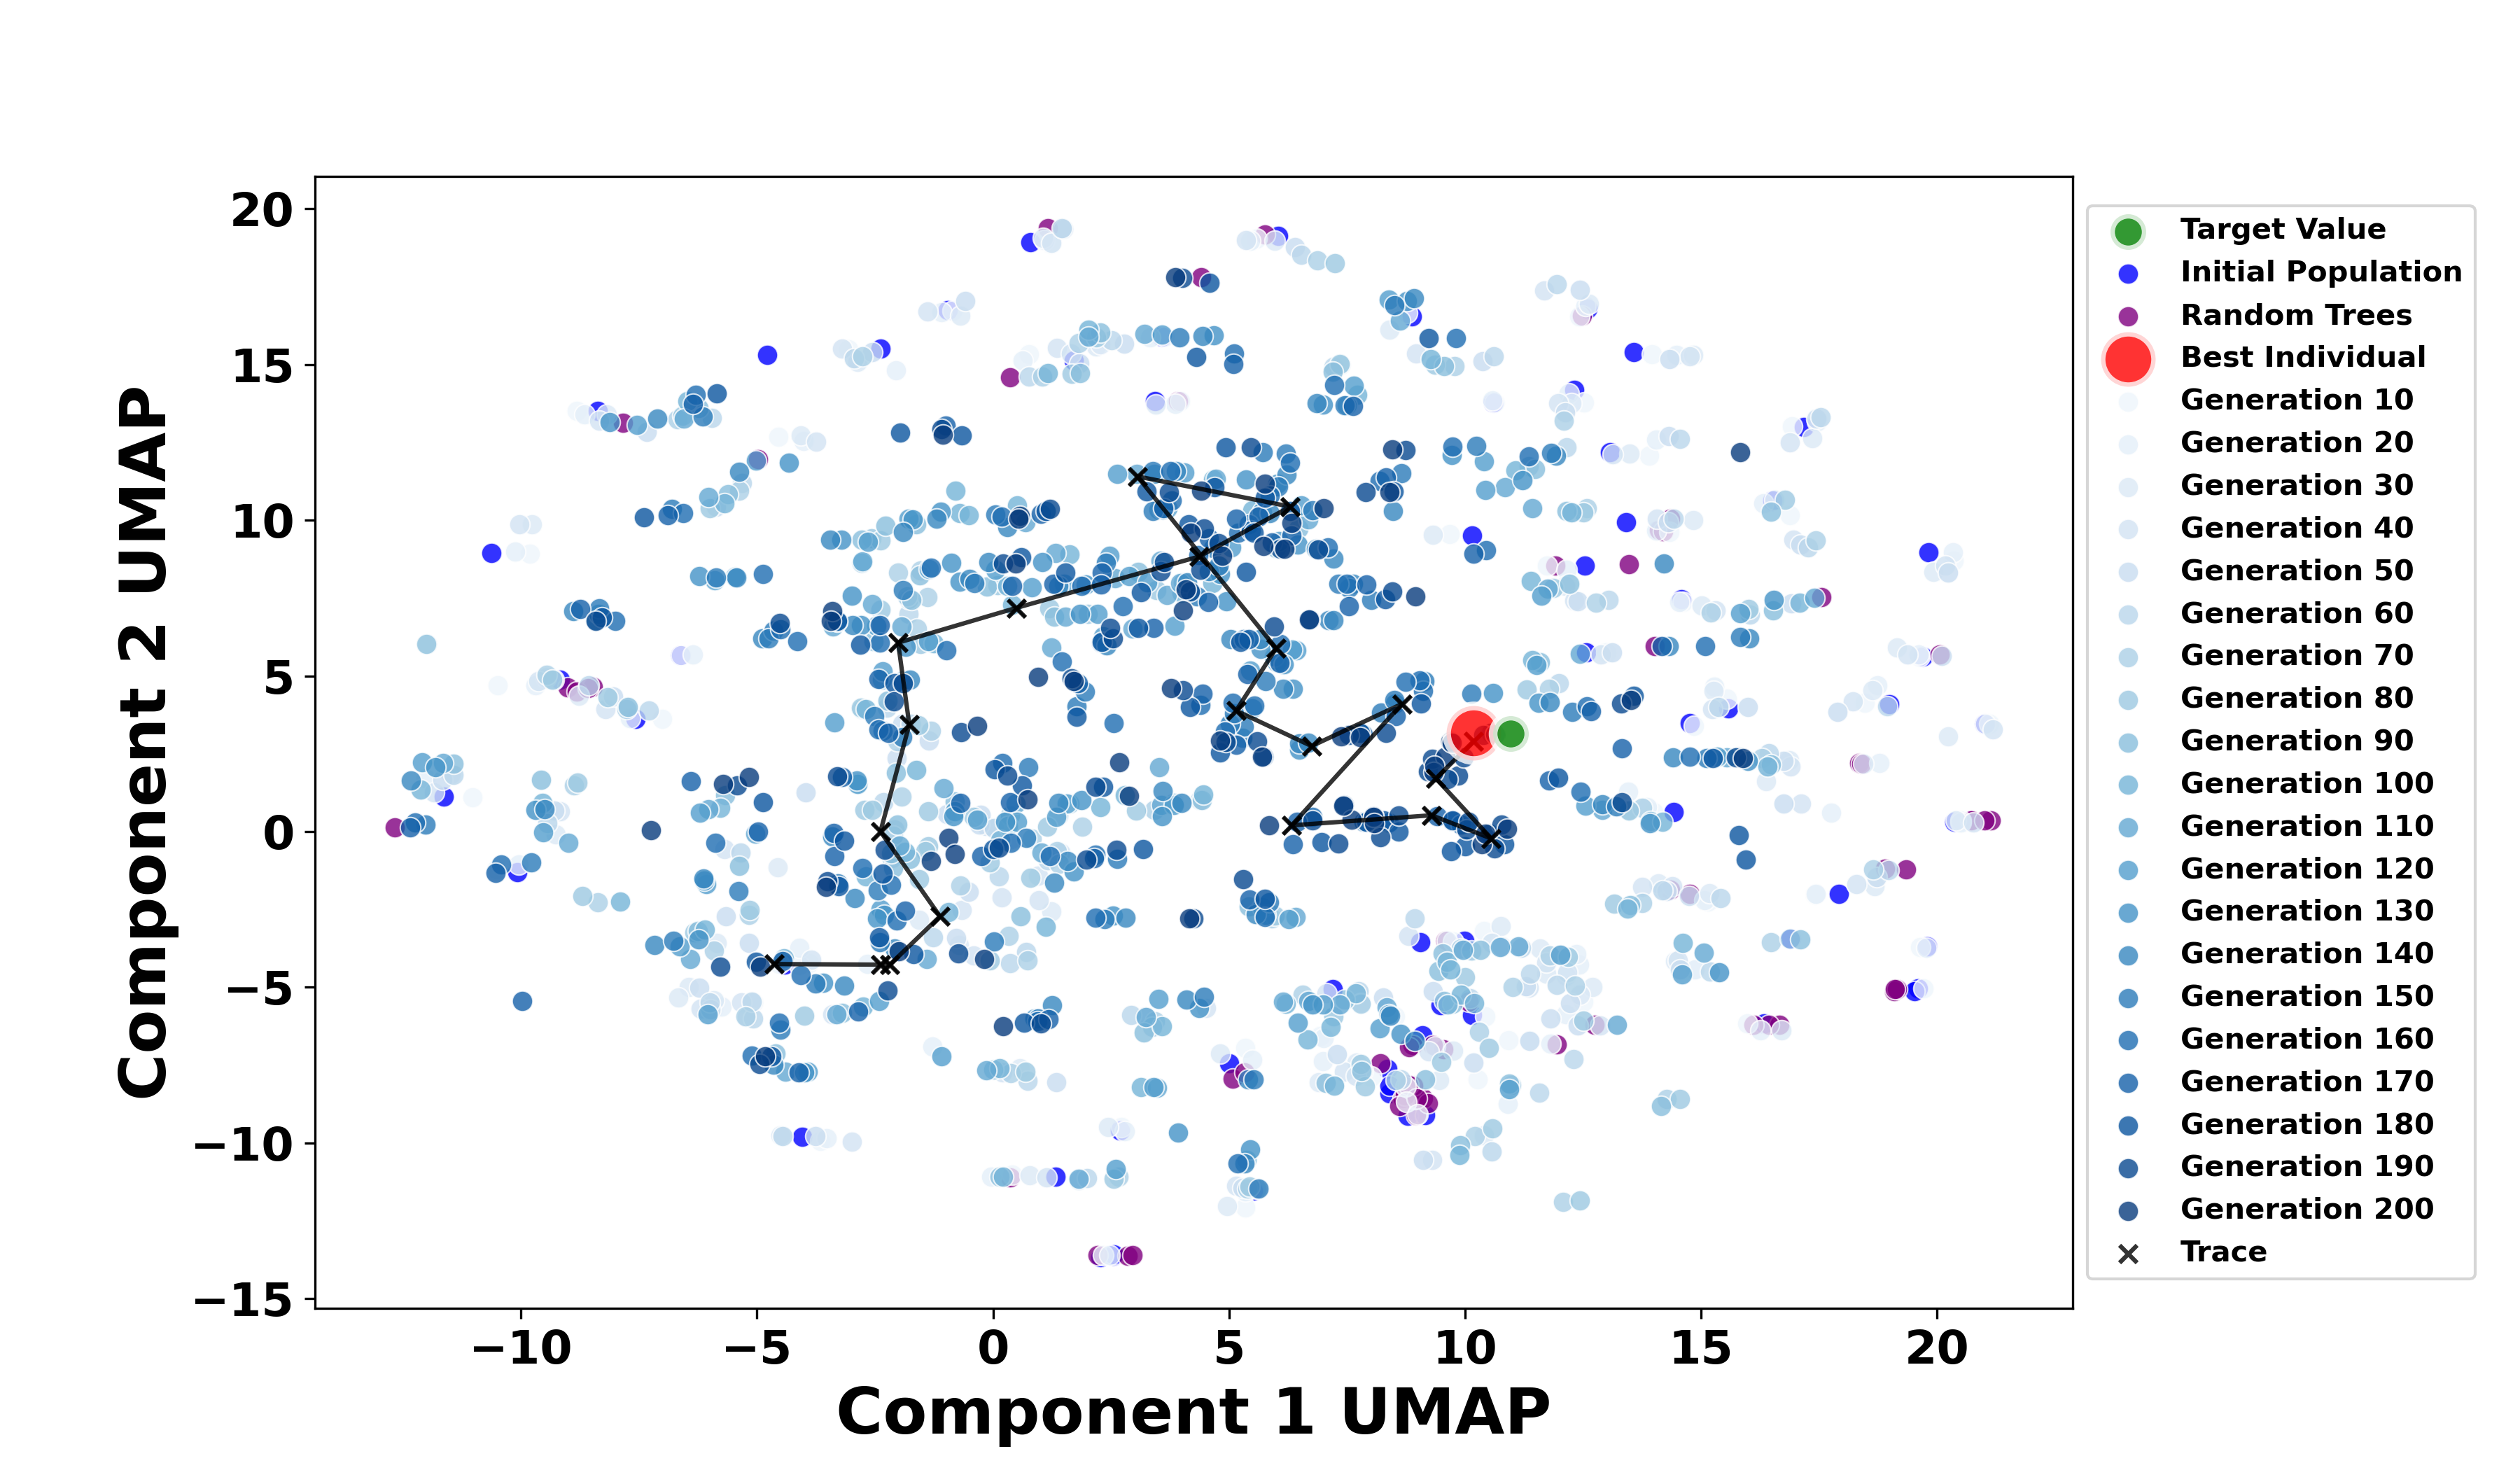 20
15
10
5
0
−5
−10
−15
−10
−5
0
5
10
15
20
Component 2 UMAP
Component 1 UMAP
Target Value
Initial Population
Random Trees
Best Individual
Generation 10
Generation 20
Generation 30
Generation 40
Generation 50
Generation 60
Generation 70
Generation 80
Generation 90
Generation 100
Generation 110
Generation 120
Generation 130
Generation 140
Generation 150
Generation 160
Generation 170
Generation 180
Generation 190
Generation 200
Trace